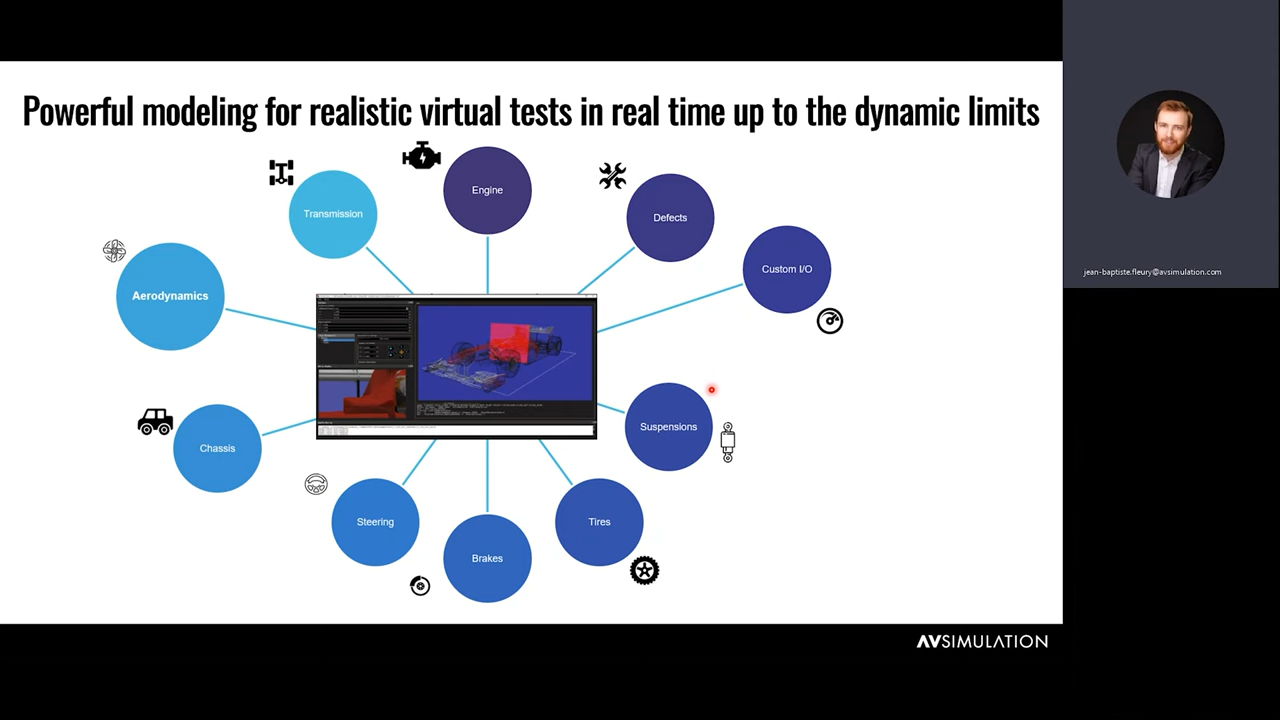 Powerful modeling for realistic virtual tests in real time up to the dynamic limits
Engine
Transmission
Defects
Custom I/O
Aerodynamics
Suspensions
Chassis
Steering
Tires
Brakes
jean-baptiste.fleury@avsimulation.com
AVSIMULATION